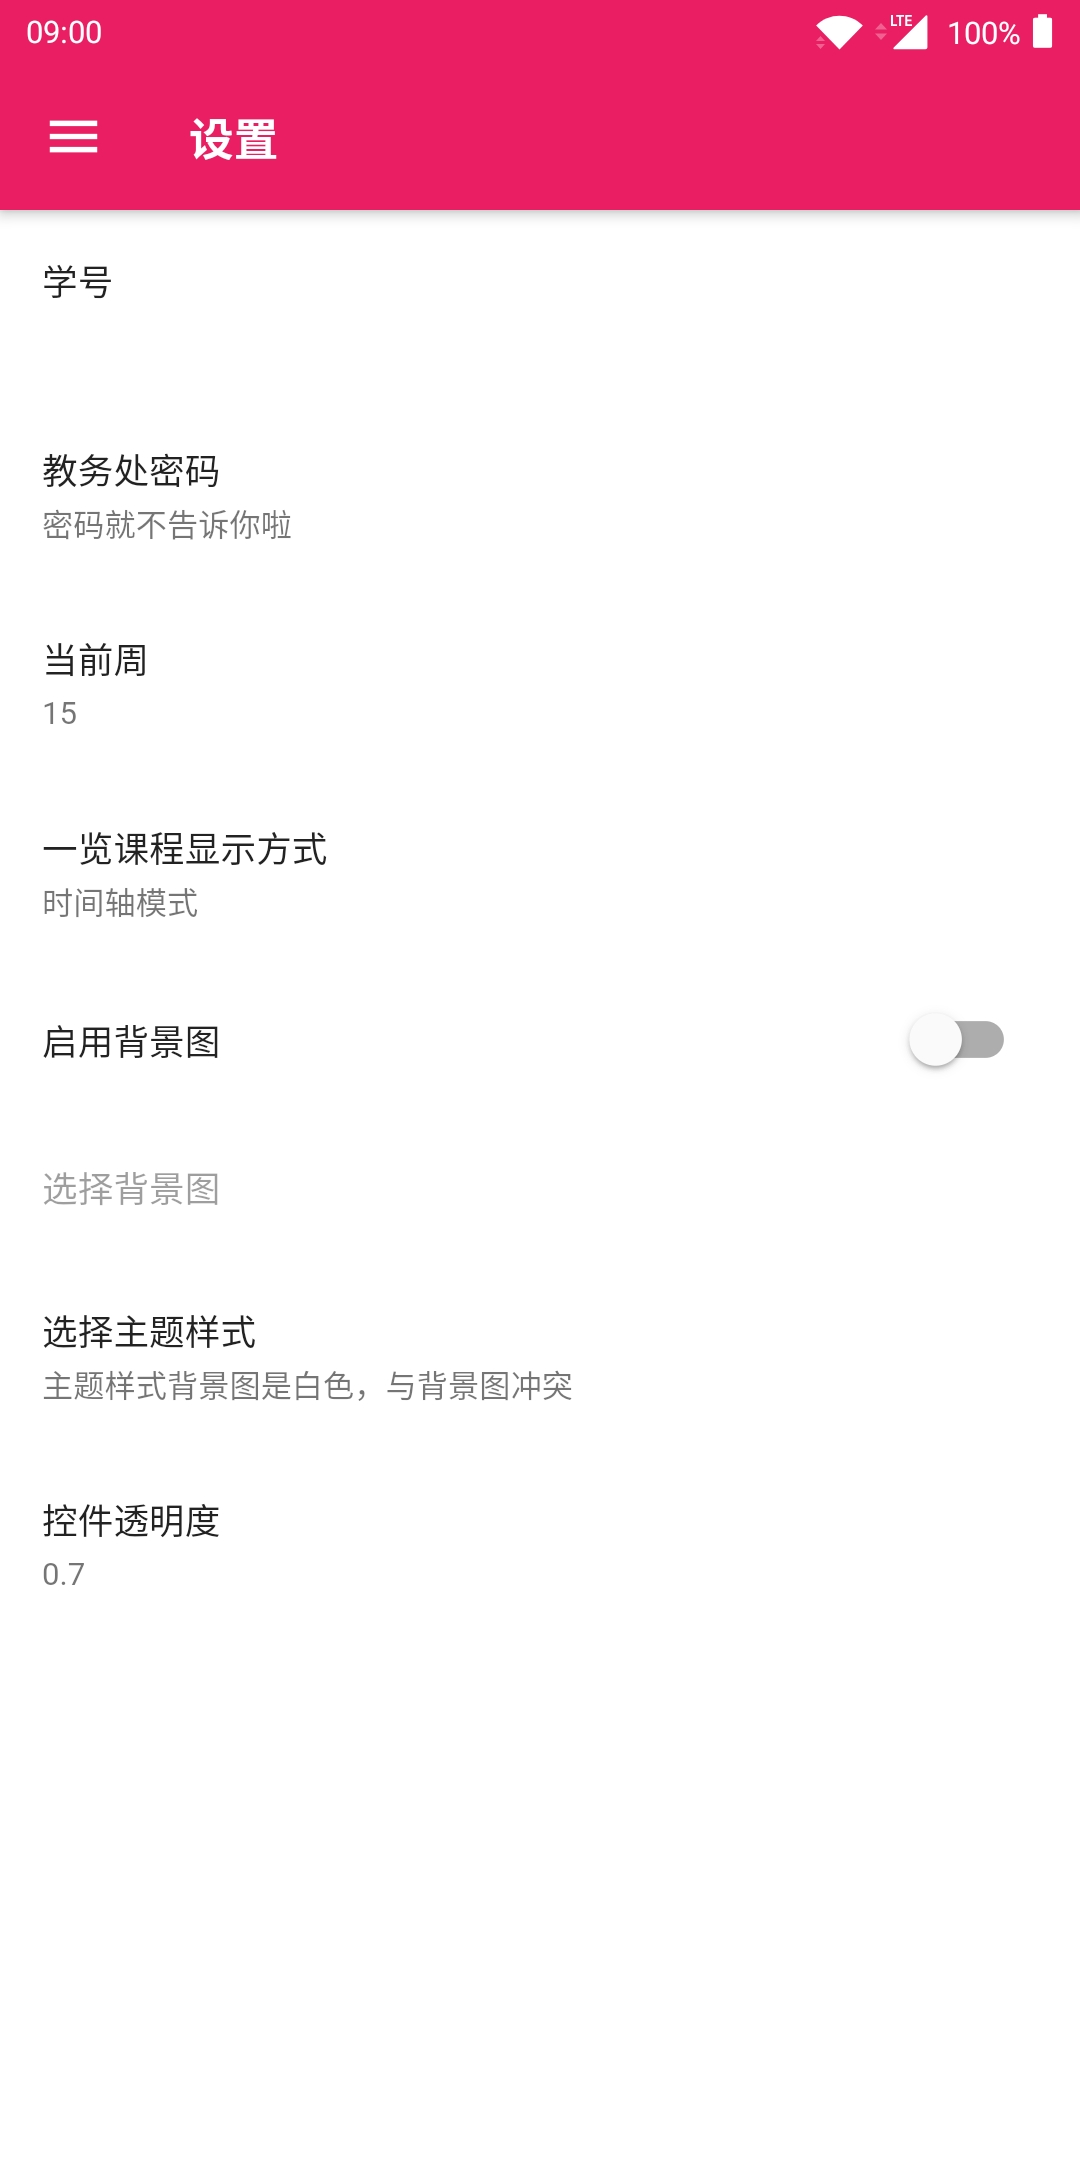 09:00
LTE
100%
设置
学号
教务处密码
密码就不告诉你啦
当前周
15
一览课程显示方式
时间轴模式
启用背景图
选择背景图
选择主题样式
主题样式背景图是白色，与背景图冲突
控件透明度
0.7